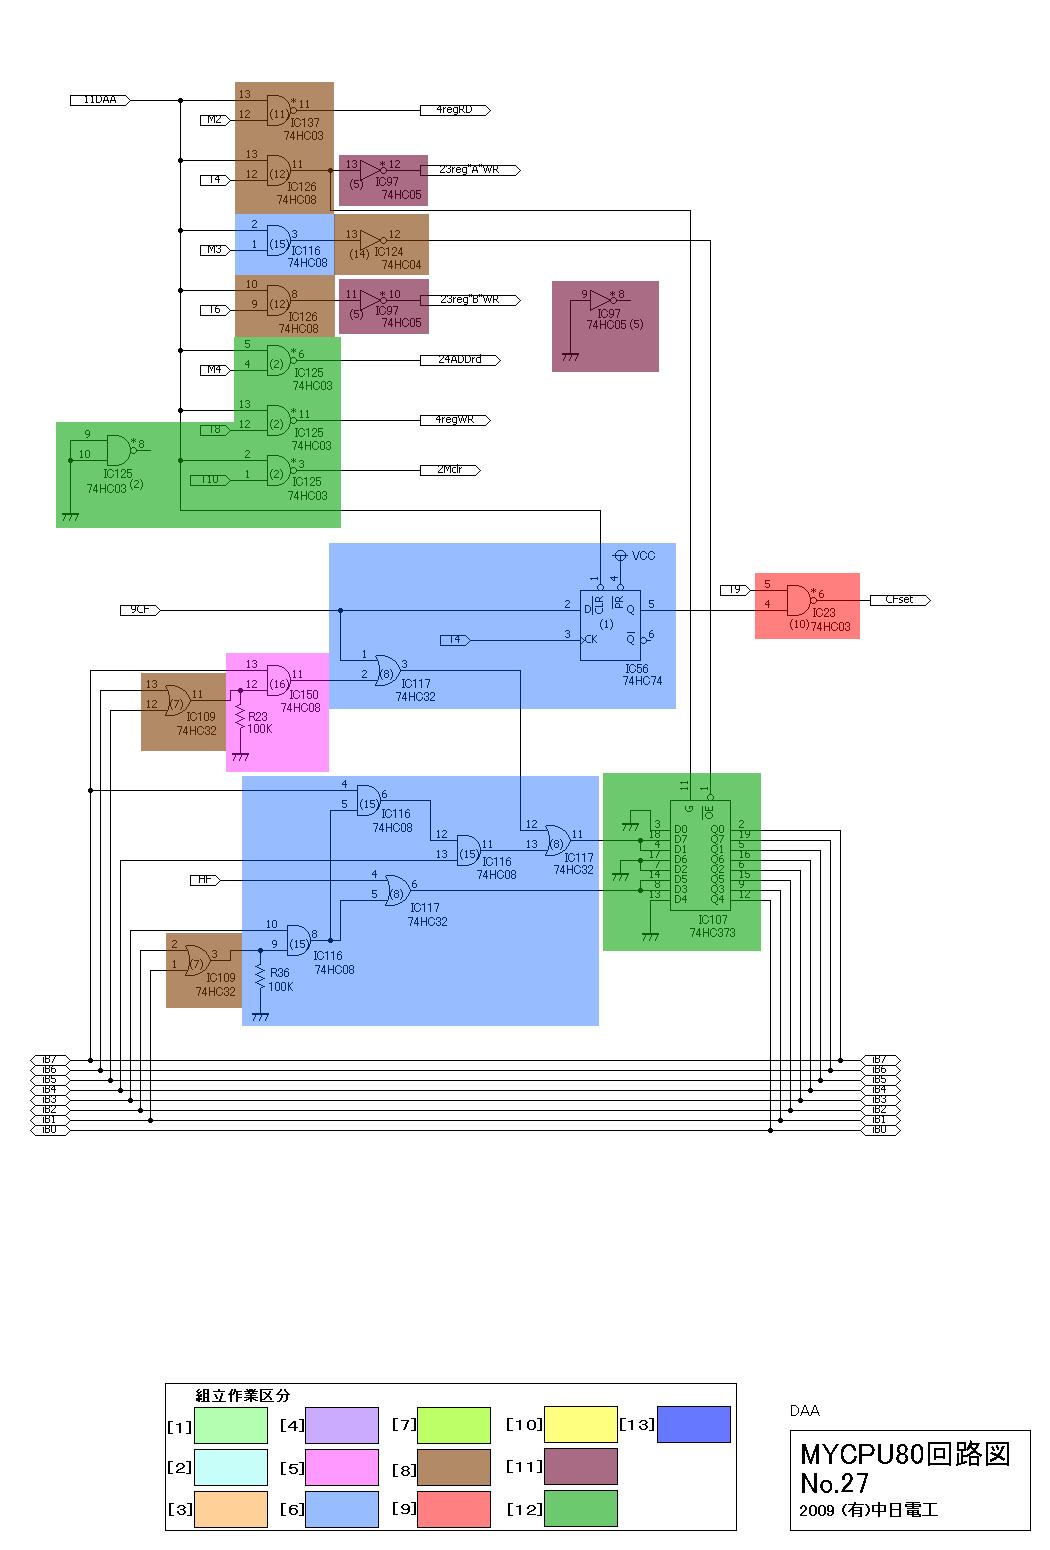 11DAA
13
12
11
*
(11)
IC137
74HC03
M2
4regRD
13
12
11
(12)
IC126
74HC08
T4
13
12
*
(5)
IC97
74HC05
23reg"A"WR
2
1
3
(15)
IC116
74HC08
M3
13
12
(14)
IC124
74HC04
10
9
8
(12)
IC126
74HC08
T6
11
10
*
(5)
IC97
74HC05
23reg"B"WR
9
8
*
IC97
74HC05 (5)
5
4
6
*
(2)
IC125
74HC03
M4
24ADDrd
13
12
11
*
(2)
IC125
74HC03
T8
4regWR
9
10
8
*
IC125
74HC03 (2)
2
1
3
*
(2)
IC125
74HC03
T10
2Mclr
VCC
1
4
9CF
2
D
CLR
PR
Q
5
(1)
T4
3
CK
Q
6
IC56
74HC74
T9
5
4
6
*
IC23
(10) 74HC03
CFset
1
2
3
(8)
IC117
74HC32
13
12
11
(16)
IC150
74HC08
13
12
11
(7)
IC109
74HC32
R23
100K
4
5
6
(15)
IC116
74HC08
12
13
11
(15)
IC116
74HC08
12
13
11
(8)
IC117
74HC32
HF
4
5
6
(8)
IC117
74HC32
10
9
8
(15)
IC116
74HC08
2
1
3
(7)
IC109
74HC32
R36
100K
11
1
G
OE
3 D0 Q0 2
18 D7 Q7 19
4 D1 Q1 5
17 D6 Q6 16
7 D2 Q2 6
14 D5 Q5 15
8 D3 Q3 9
13 D4 Q4 12
IC107
74HC373
iB7 iB7
iB6 iB6
iB5 iB5
iB4 iB4
iB3 iB3
iB2 iB2
iB1 iB1
iB0 iB0
組立作業区分
[1] [4] [7] [10] [13]
[2] [5] [8] [11]
[3] [6] [9] [12]
DAA
MYCPU80回路図
No.27
2009 (有)中日電工